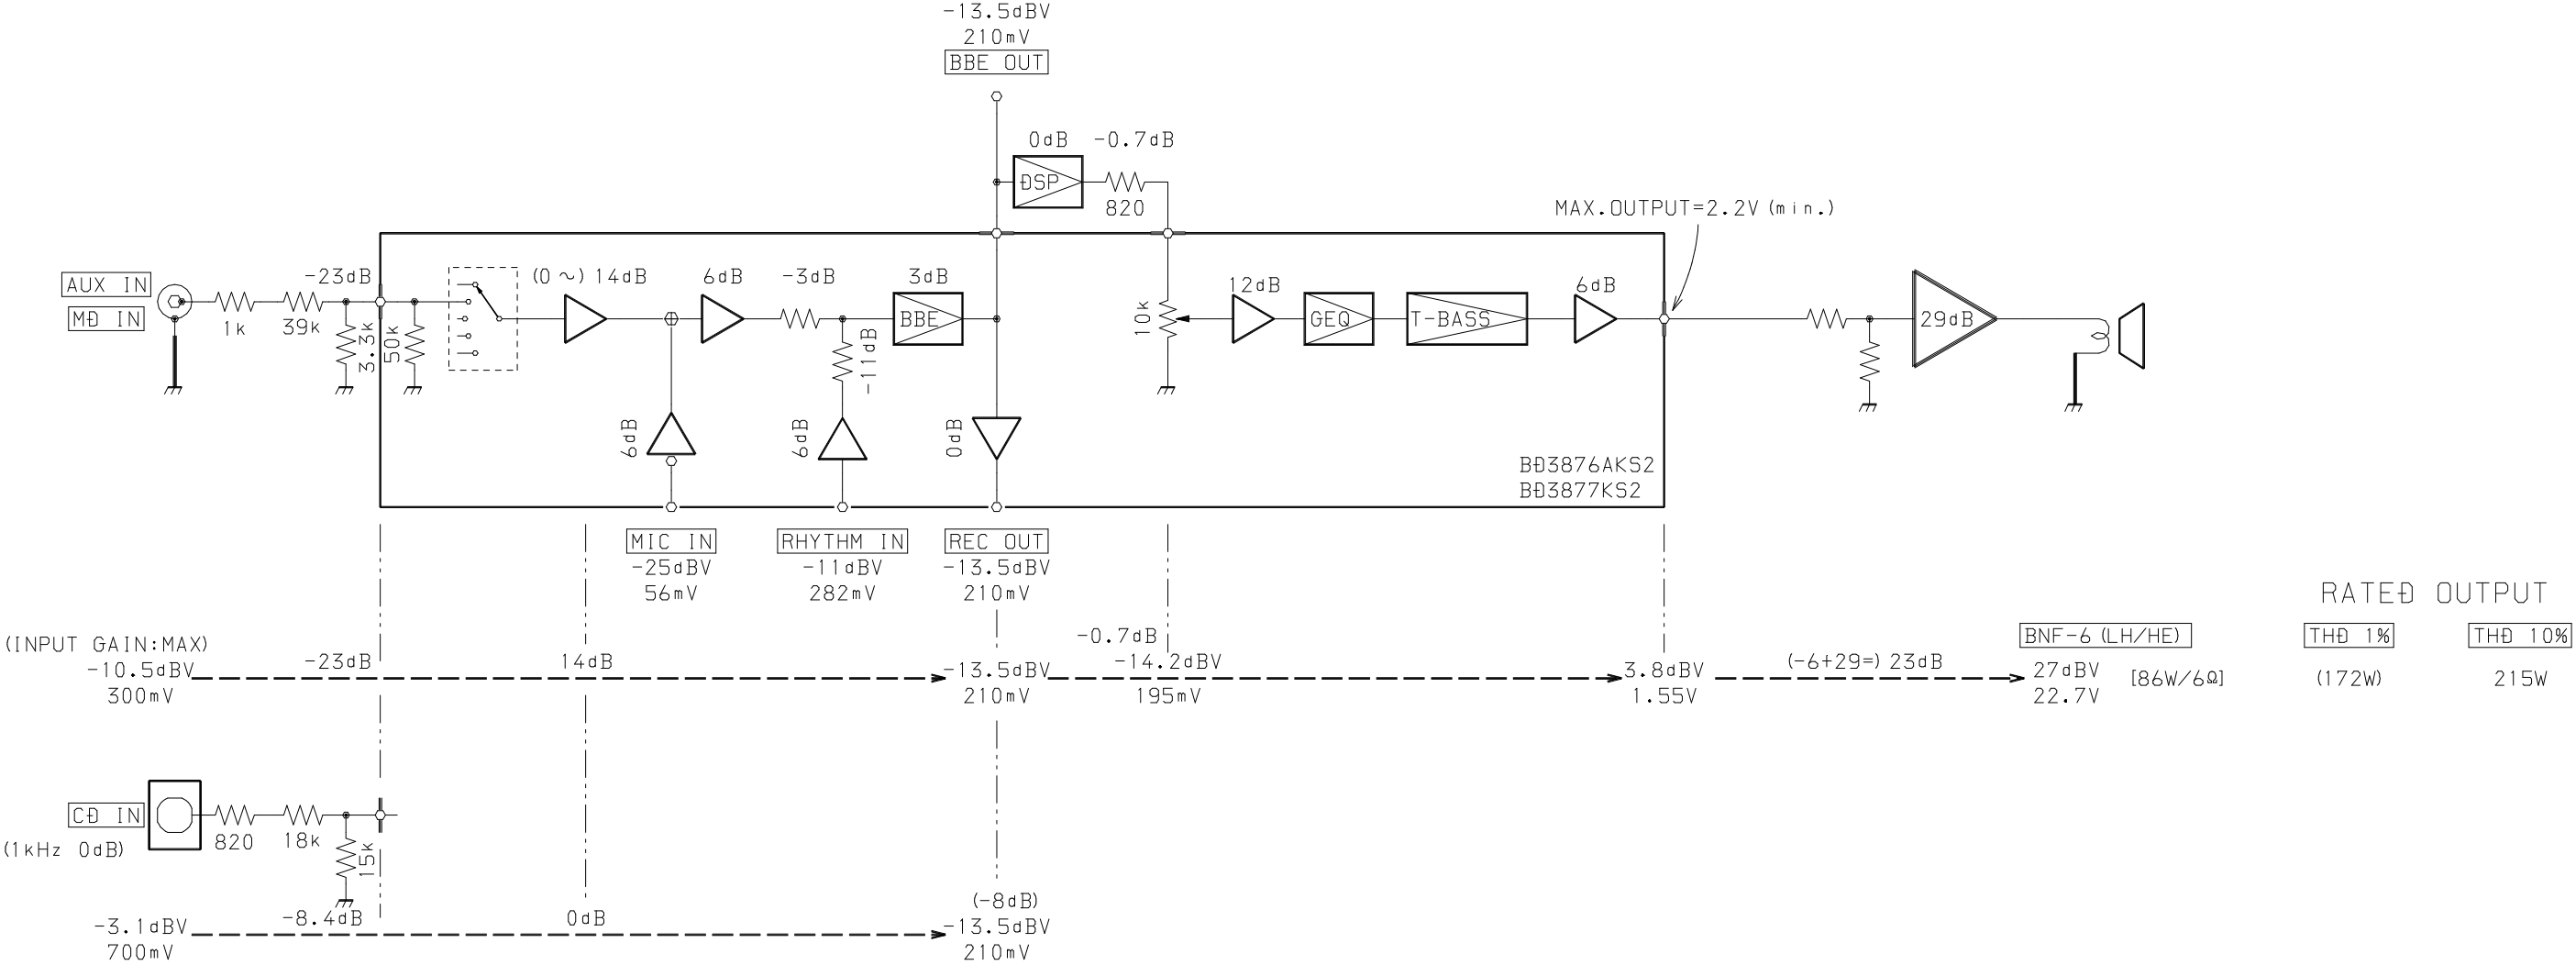 -13.5dBV
210mV
BBE OUT
0dB -0.7dB
DSP
820
MAX.OUTPUT=2.2V (min.)
AUX IN
MD IN
1k
39k
-23dB
3.3k
50k
(0 ~) 14dB
6dB
-3dB
3dB
BBE
-11dB
10k
12dB
GEQ
T-BASS
6dB
29dB
6dB
6dB
0dB
BD3876AKS2
BD3877KS2
MIC IN
-25dBV
56mV
RHYTHM IN
-11dBV
282mV
REC OUT
-13.5dBV
210mV
RATED OUTPUT
BNF-6 (LH/HE)
THD 1%
THD 10%
(INPUT GAIN:MAX)
-10.5dBV
300mV
-23dB
14dB
-13.5dBV
210mV
-0.7dB
-14.2dBV
195mV
3.8dBV
1.55V
(-6+29=) 23dB
27dBV
22.7V
[86W/6Ω]
(172W)
215W
CD IN
(1kHz 0dB)
820
18k
15k
-3.1dBV
700mV
-8.4dB
0dB
(-8dB)
-13.5dBV
210mV